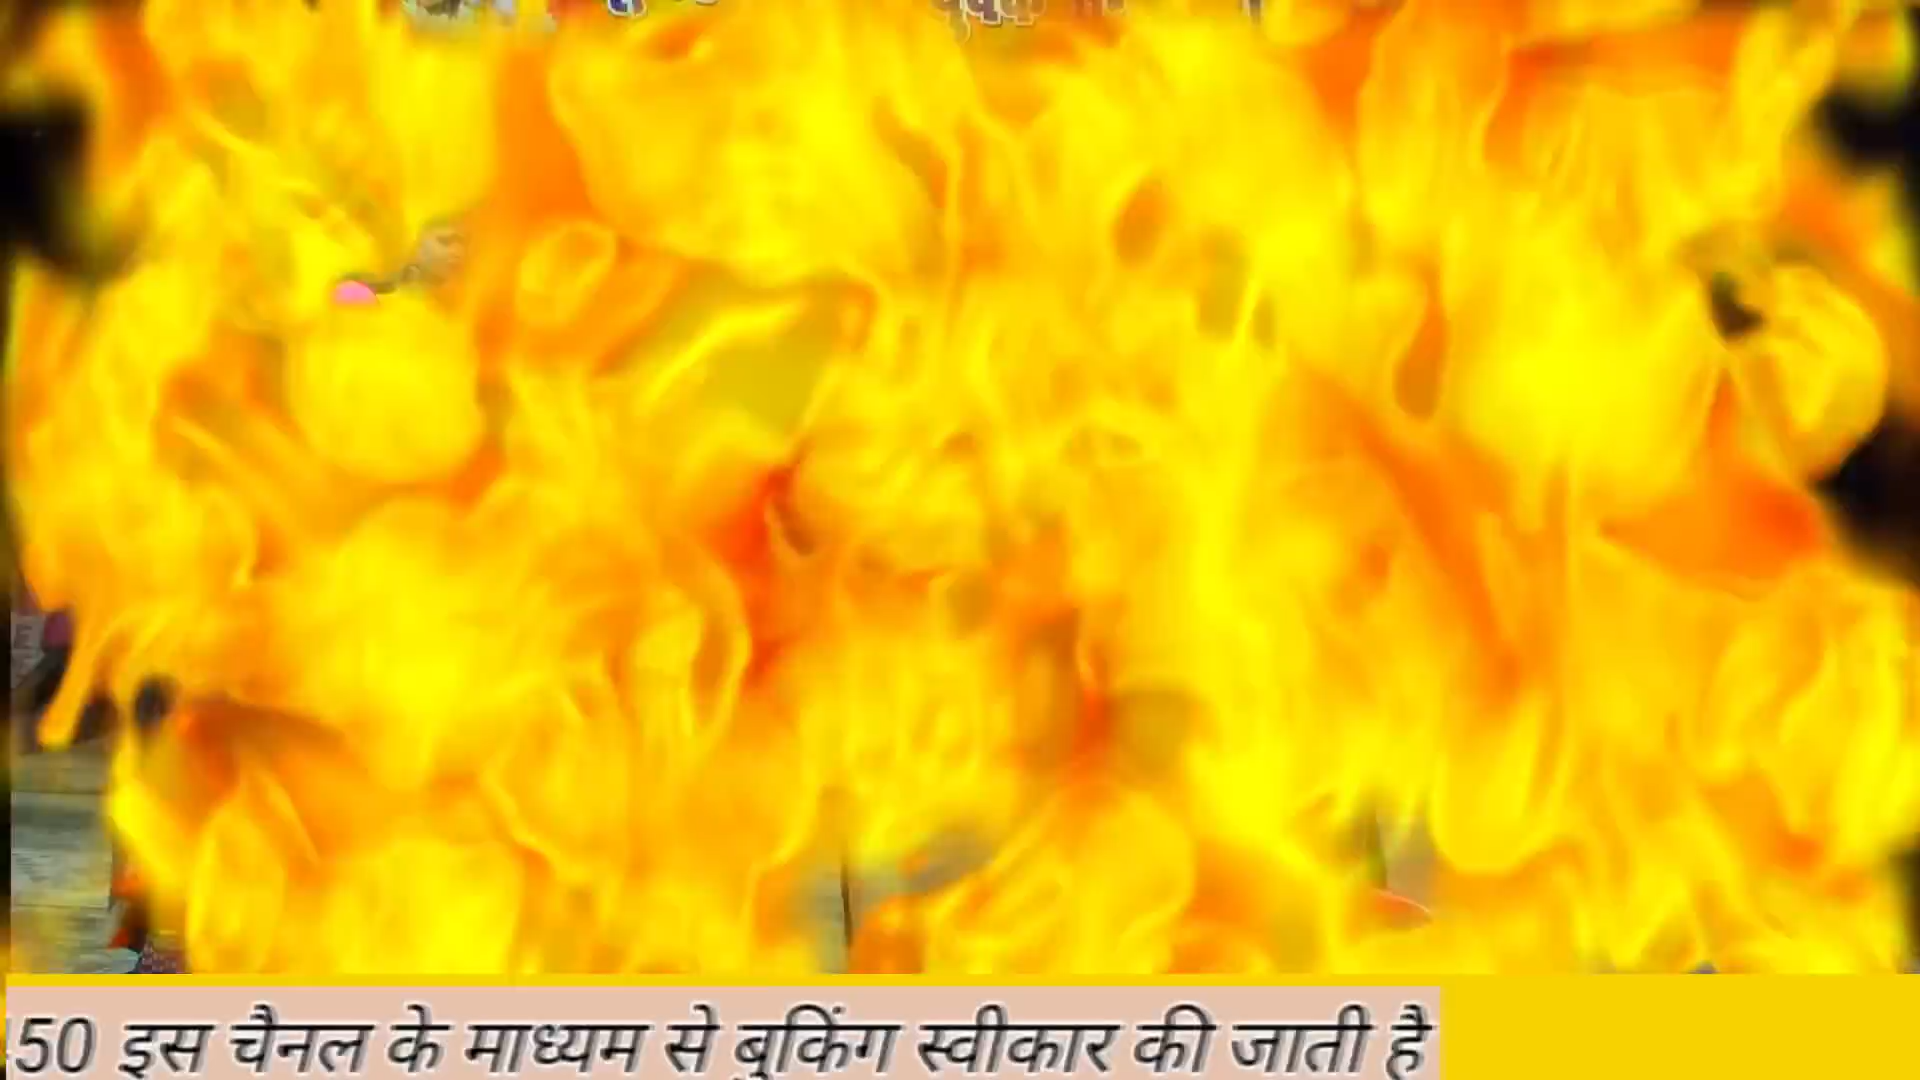 50 इस चैनल के माध्यम से बुकिंग स्वीकार की जाती है